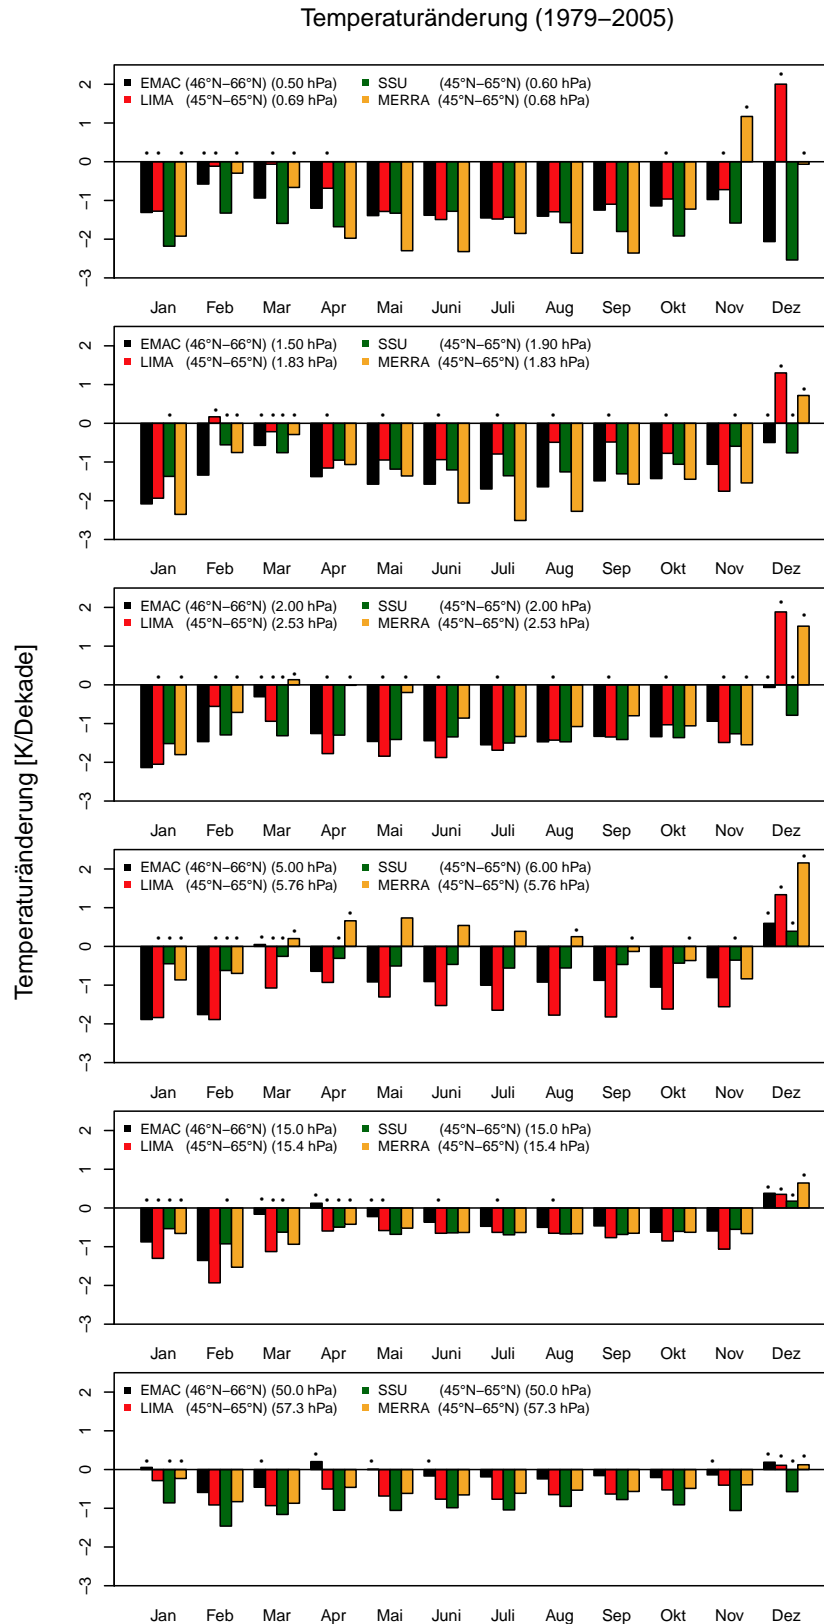 Temperaturänderung (1979–2005)
Temperaturänderung [K/Dekade]
EMAC (46°N–66°N) (0.50 hPa) SSU (45°N–65°N) (0.60 hPa)
LIMA (45°N–65°N) (0.69 hPa) MERRA (45°N–65°N) (0.68 hPa)
2
1
0
−1
−2
−3
Jan Feb Mar Apr Mai Juni Juli Aug Sep Okt Nov Dez
EMAC (46°N–66°N) (1.50 hPa) SSU (45°N–65°N) (1.90 hPa)
LIMA (45°N–65°N) (1.83 hPa) MERRA (45°N–65°N) (1.83 hPa)
2
1
0
−1
−2
−3
Jan Feb Mar Apr Mai Juni Juli Aug Sep Okt Nov Dez
EMAC (46°N–66°N) (2.00 hPa) SSU (45°N–65°N) (2.00 hPa)
LIMA (45°N–65°N) (2.53 hPa) MERRA (45°N–65°N) (2.53 hPa)
2
1
0
−1
−2
−3
Jan Feb Mar Apr Mai Juni Juli Aug Sep Okt Nov Dez
EMAC (46°N–66°N) (5.00 hPa) SSU (45°N–65°N) (6.00 hPa)
LIMA (45°N–65°N) (5.76 hPa) MERRA (45°N–65°N) (5.76 hPa)
2
1
0
−1
−2
−3
Jan Feb Mar Apr Mai Juni Juli Aug Sep Okt Nov Dez
EMAC (46°N–66°N) (15.0 hPa) SSU (45°N–65°N) (15.0 hPa)
LIMA (45°N–65°N) (15.4 hPa) MERRA (45°N–65°N) (15.4 hPa)
2
1
0
−1
−2
−3
Jan Feb Mar Apr Mai Juni Juli Aug Sep Okt Nov Dez
EMAC (46°N–66°N) (50.0 hPa) SSU (45°N–65°N) (50.0 hPa)
LIMA (45°N–65°N) (57.3 hPa) MERRA (45°N–65°N) (57.3 hPa)
2
1
0
−1
−2
−3
Jan Feb Mar Apr Mai Juni Juli Aug Sep Okt Nov Dez